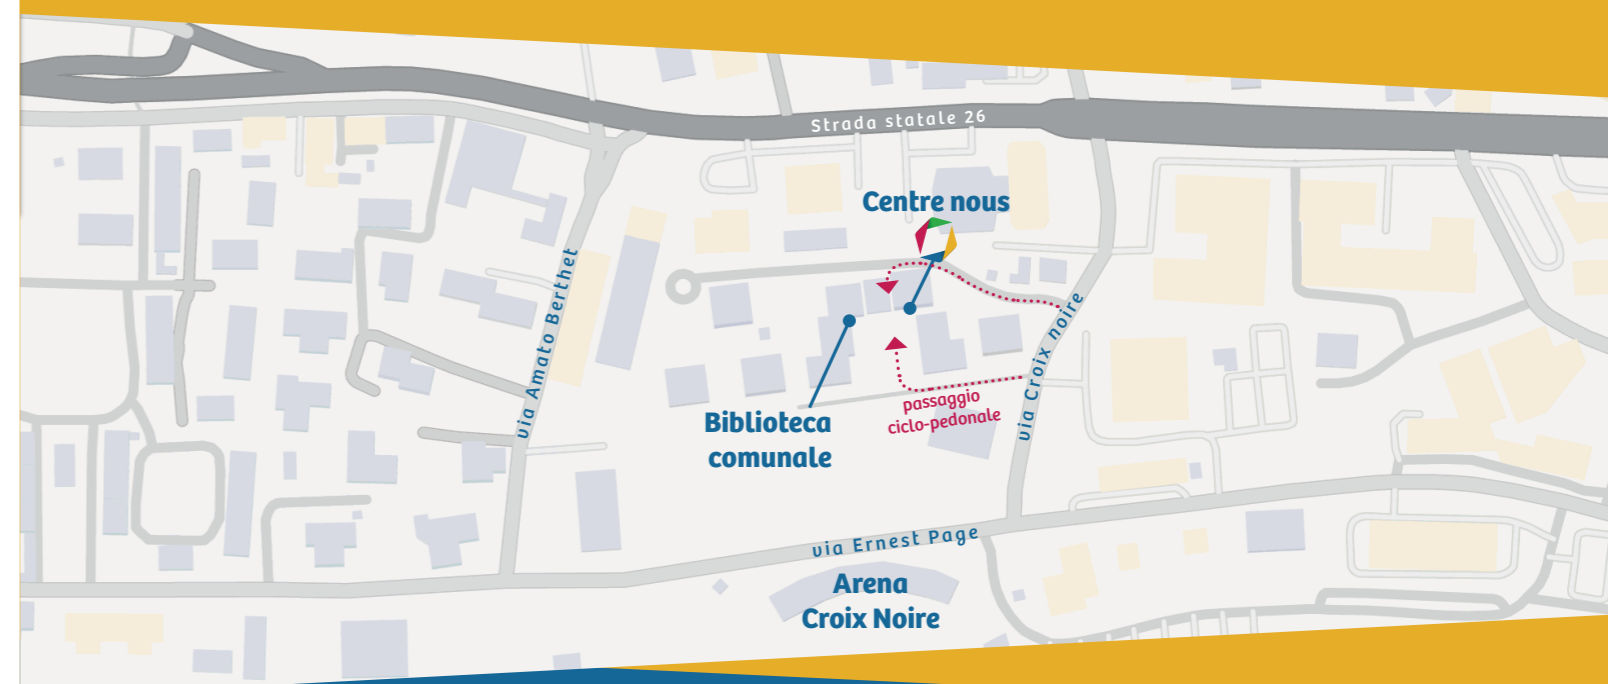 Strada statale 26
Centre nous
via Amato Berthet
via Croix noire
passaggio
ciclo-pedonale
Biblioteca
comunale
via Ernest Page
Arena
Croix Noire